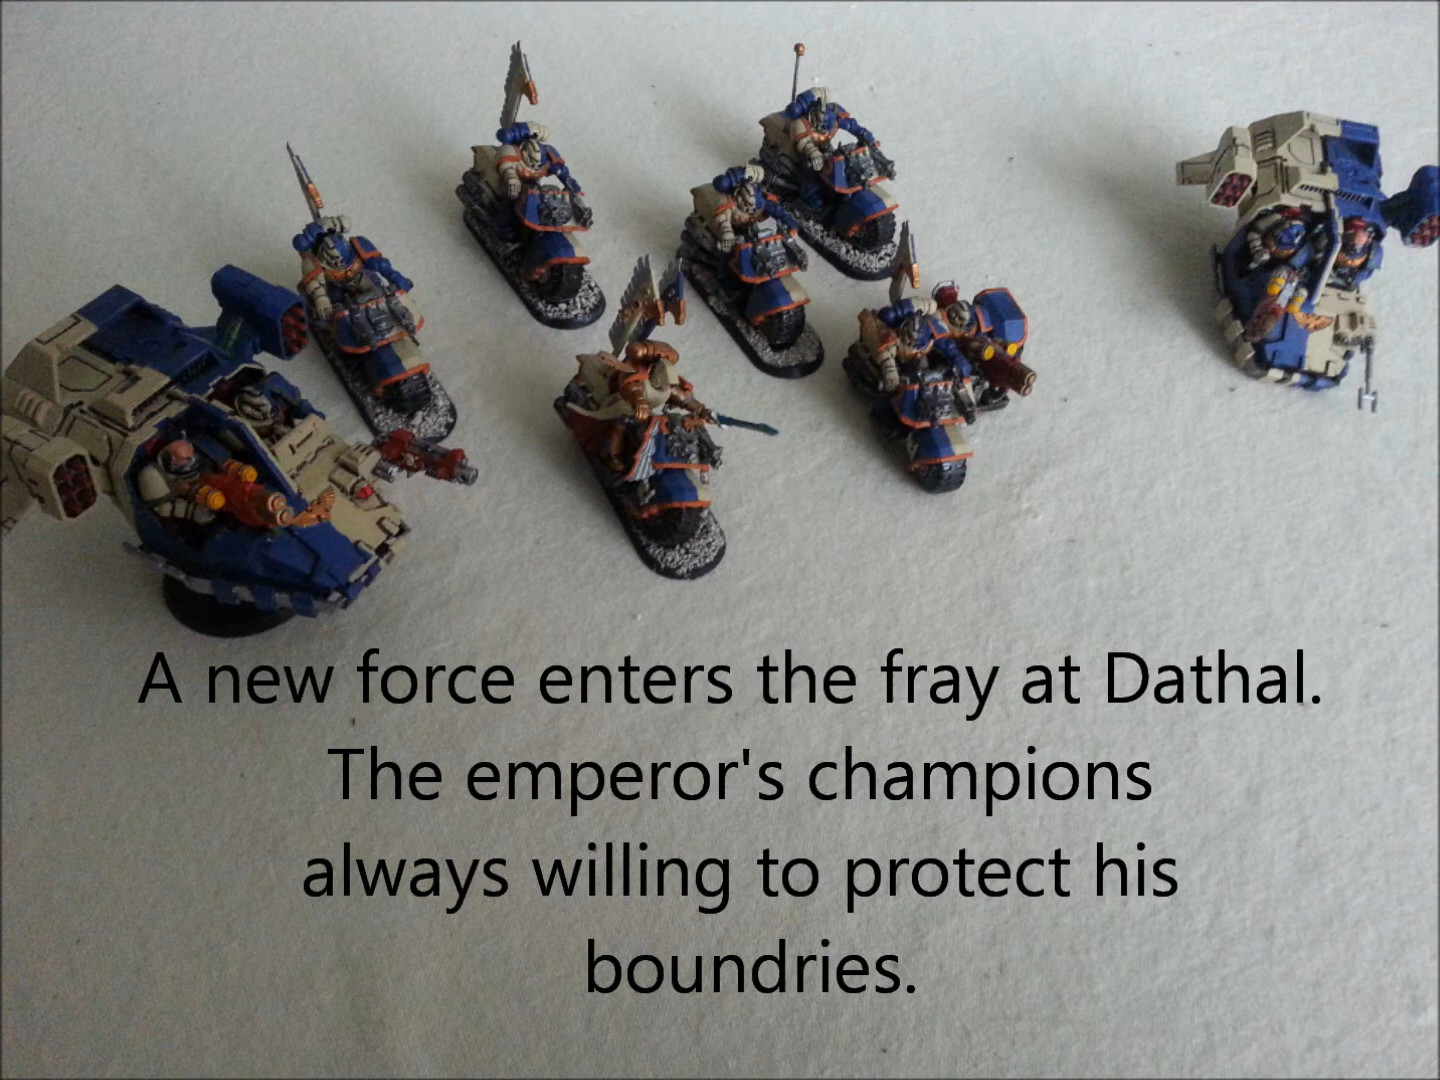 A new force enters the fray at Dathal.
The emperor's champions
always willing to protect his
boundries.